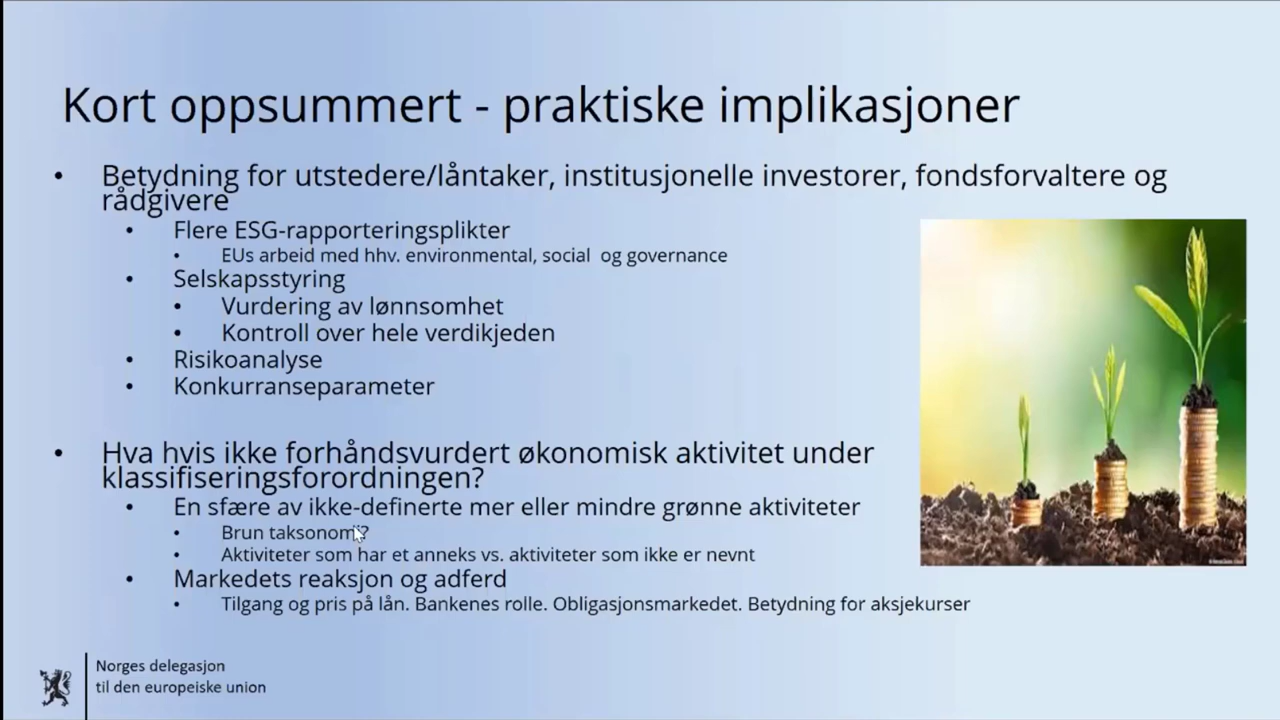 Kort oppsummert - praktiske implikasjoner
• Betydning for utstedere/låntaker, institusjonelle investorer, fondsforvaltere og
rådgivere
• Flere ESG-rapporteringsplikter
• EUs arbeid med hhv. environmental, social og governance
• Selskapsstyring
• Vurdering av lønnsomhet
• Kontroll over hele verdikjeden
• Risikoanalyse
• Konkurranseparameter
• Hva hvis ikke forhåndsvurdert økonomisk aktivitet under
klassifiseringsforordningen?
• En sfære av ikke-definerte mer eller mindre grønne aktiviteter
• Brun taksonomi?
• Aktiviteter som har et anneks vs. aktiviteter som ikke er nevnt
• Markedets reaksjon og adferd
• Tilgang og pris på lån. Bankenes rolle. Obligasjonsmarkedet. Betydning for aksjekurser
Norges delegasjon
til den europeiske union